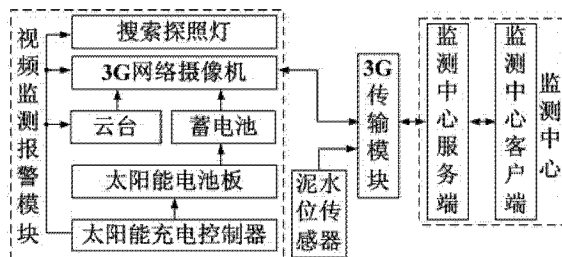 视频监测报警模块
搜索探照灯
3G网络摄像机
云台
蓄电池
太阳能电池板
太阳能充电控制器
3G传输模块
泥水
位传
感器
监测中心服务端
监测中心客户端
监测中心